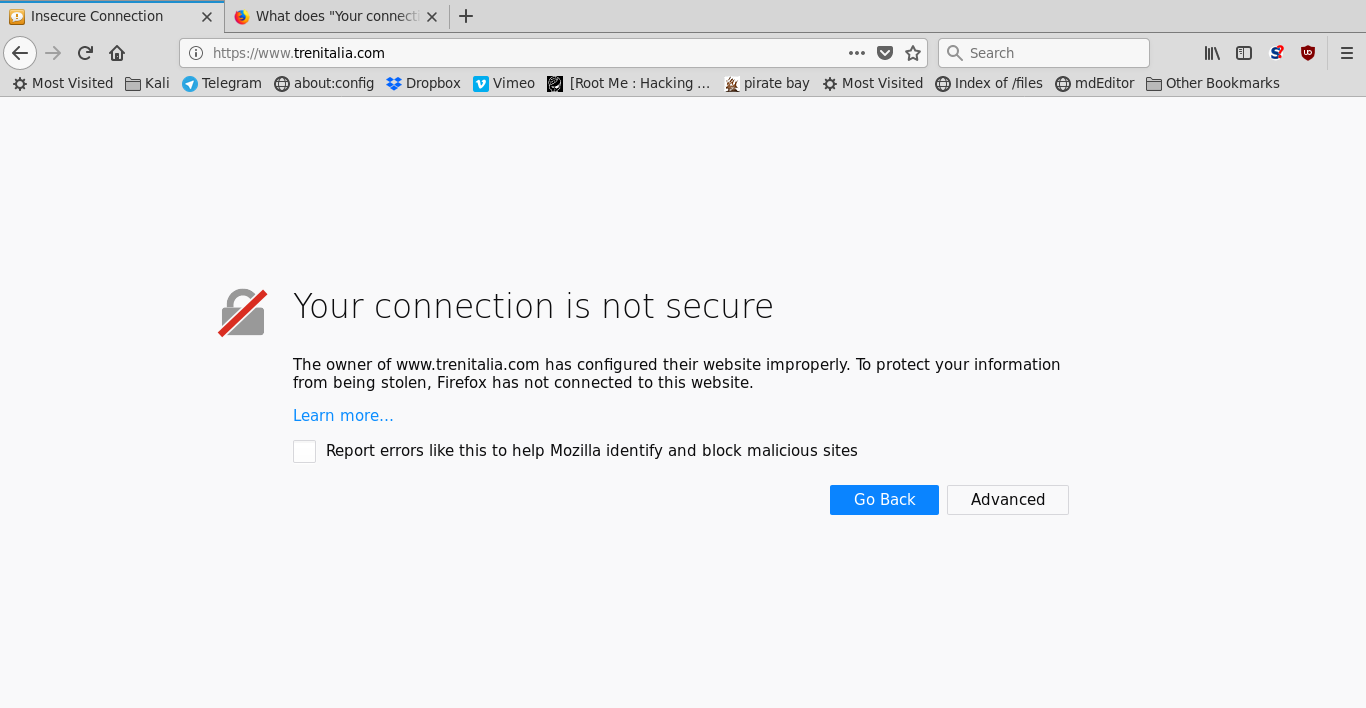 Insecure Connection
What does "Your connecti
https://www.trenitalia.com
Search
Most Visited
Kali
Telegram
about:config
Dropbox
Vimeo
[Root Me : Hacking ...
pirate bay
Most Visited
Index of /files
mdEditor
Other Bookmarks
Your connection is not secure
The owner of www.trenitalia.com has configured their website improperly. To protect your information
from being stolen, Firefox has not connected to this website.
Learn more...
Report errors like this to help Mozilla identify and block malicious sites
Go Back
Advanced